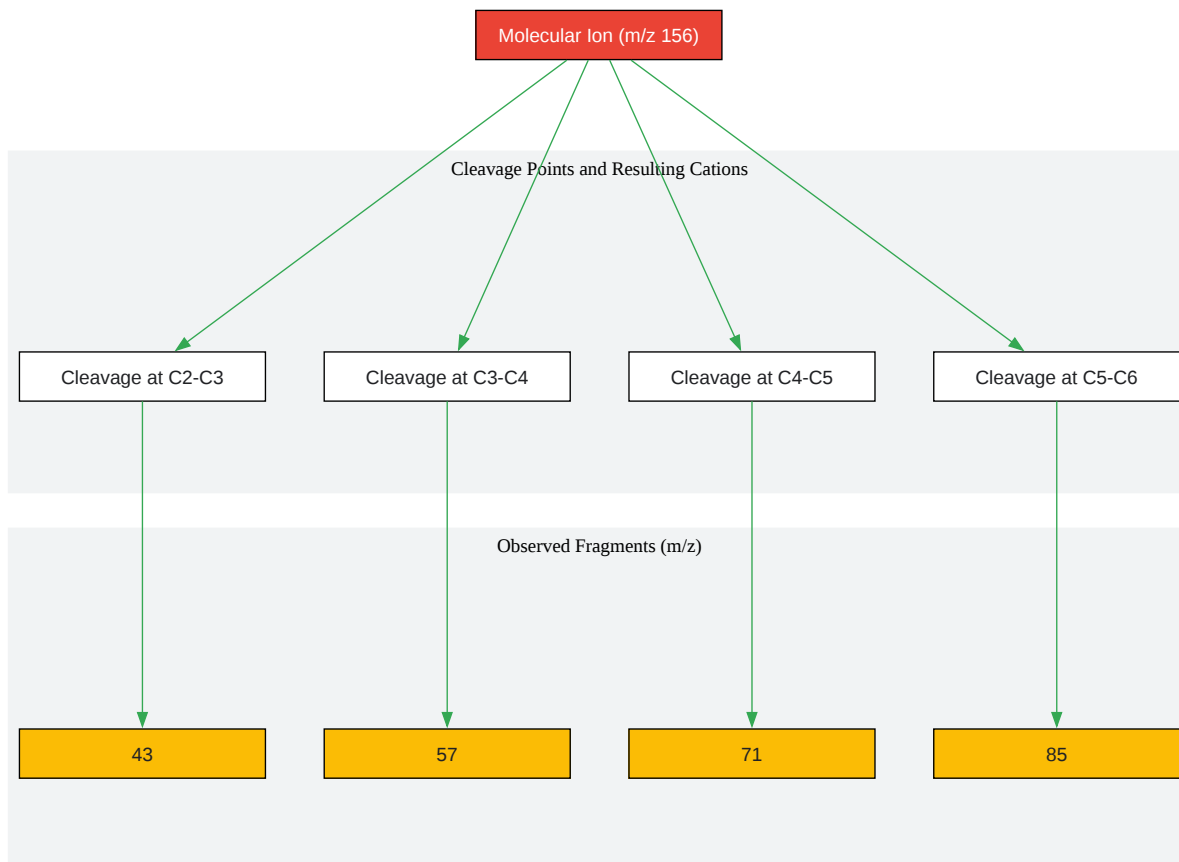 Molecular Ion (m/z 156)
Cleavage Points and Resulting Cations
Cleavage at C2-C3
Cleavage at C3-C4
Cleavage at C4-C5
Cleavage at C5-C6
Observed Fragments (m/z)
43
57
71
85